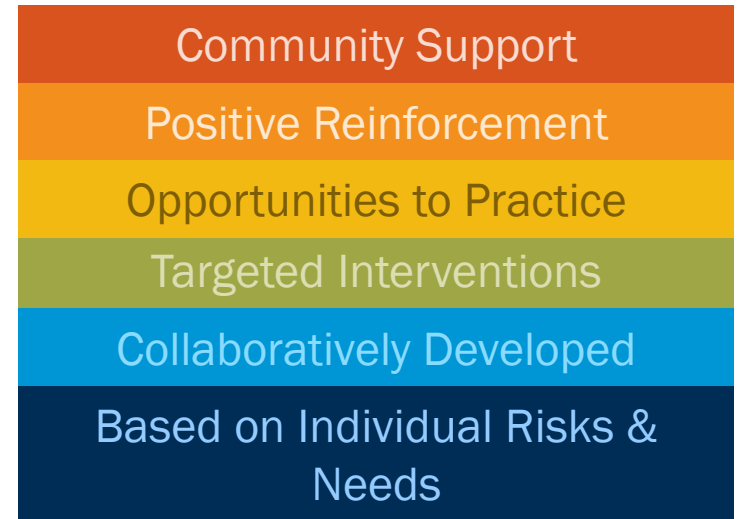 Community Support
Positive Reinforcement
Opportunities to Practice
Targeted Interventions
Collaboratively Developed
Based on Individual Risks &
Needs